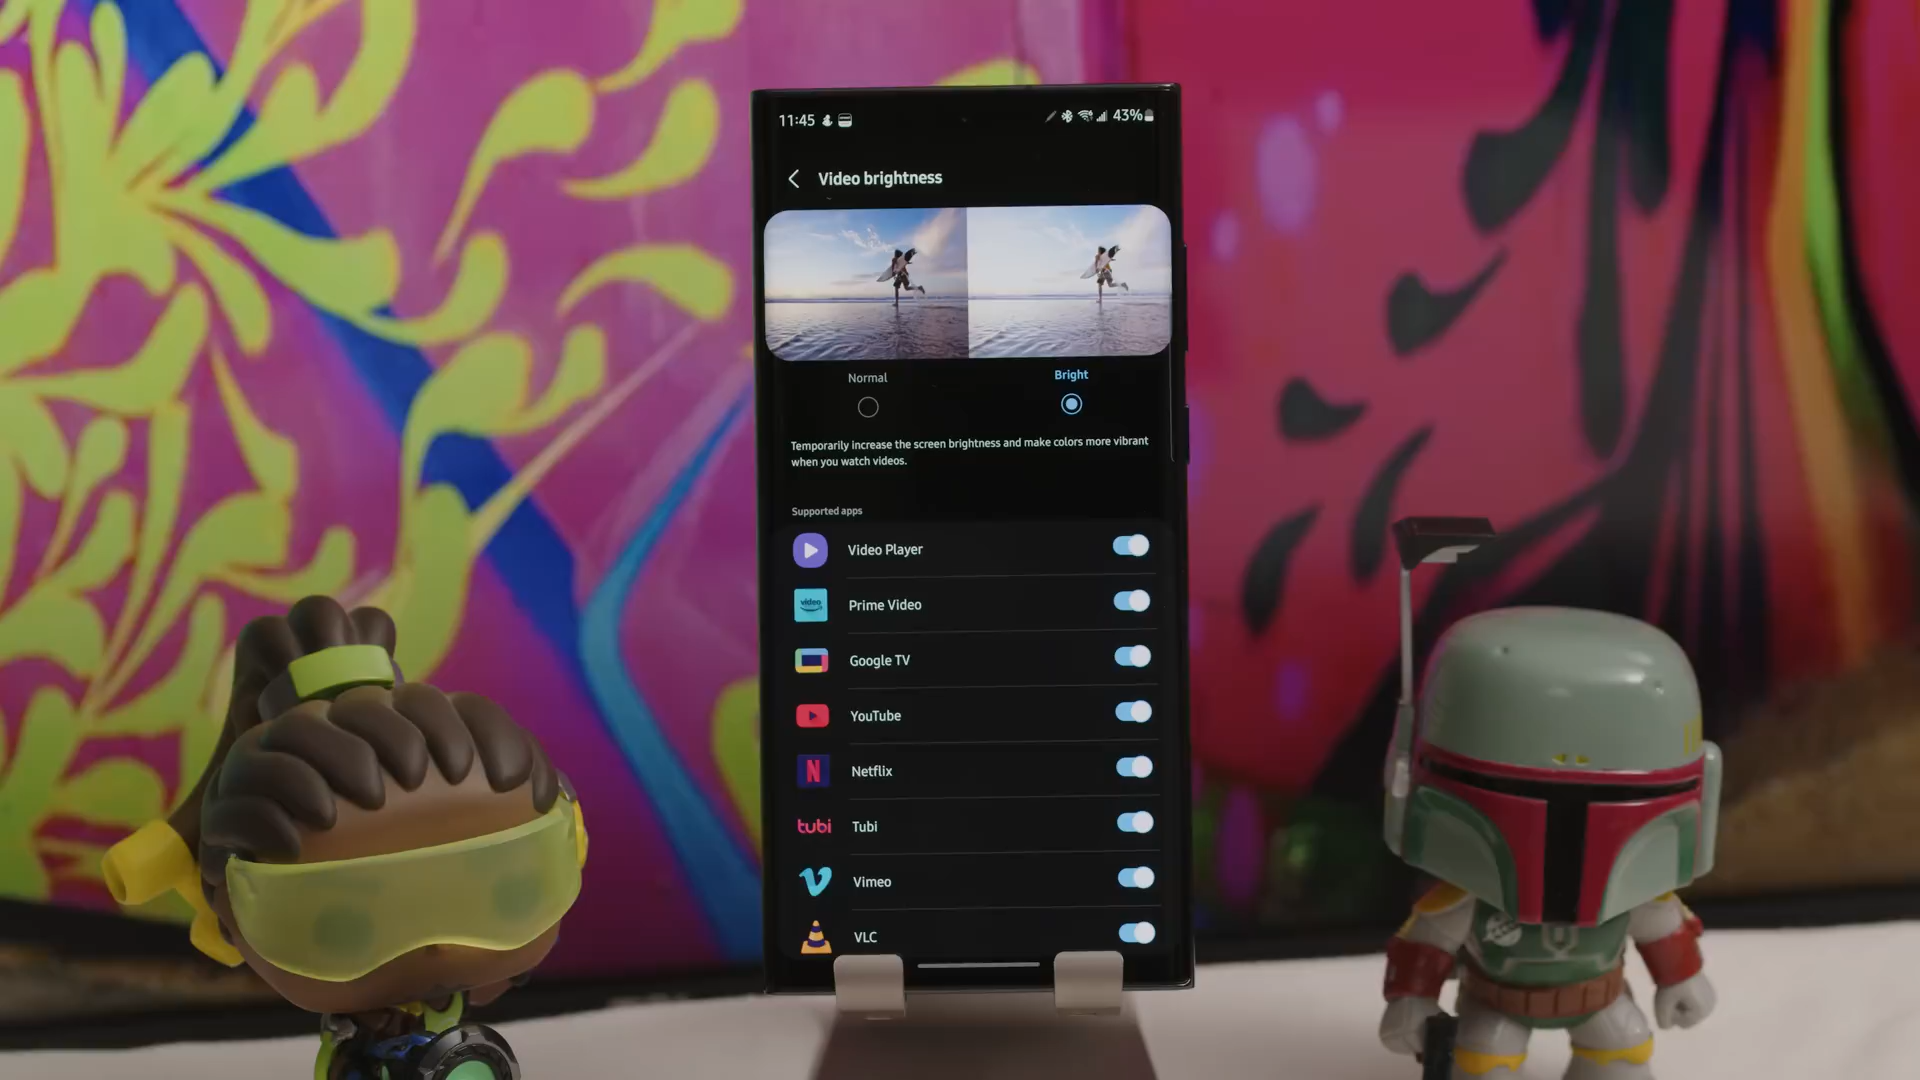 11:45
43%
Video brightness
Normal
Bright
Temporarily increase the screen brightness and make colors more vibrant
when you watch videos.
Supported apps
Video Player
video
Prime Video
Google TV
YouTube
N
Netflix
tubi
Tubi
Vimeo
VLC